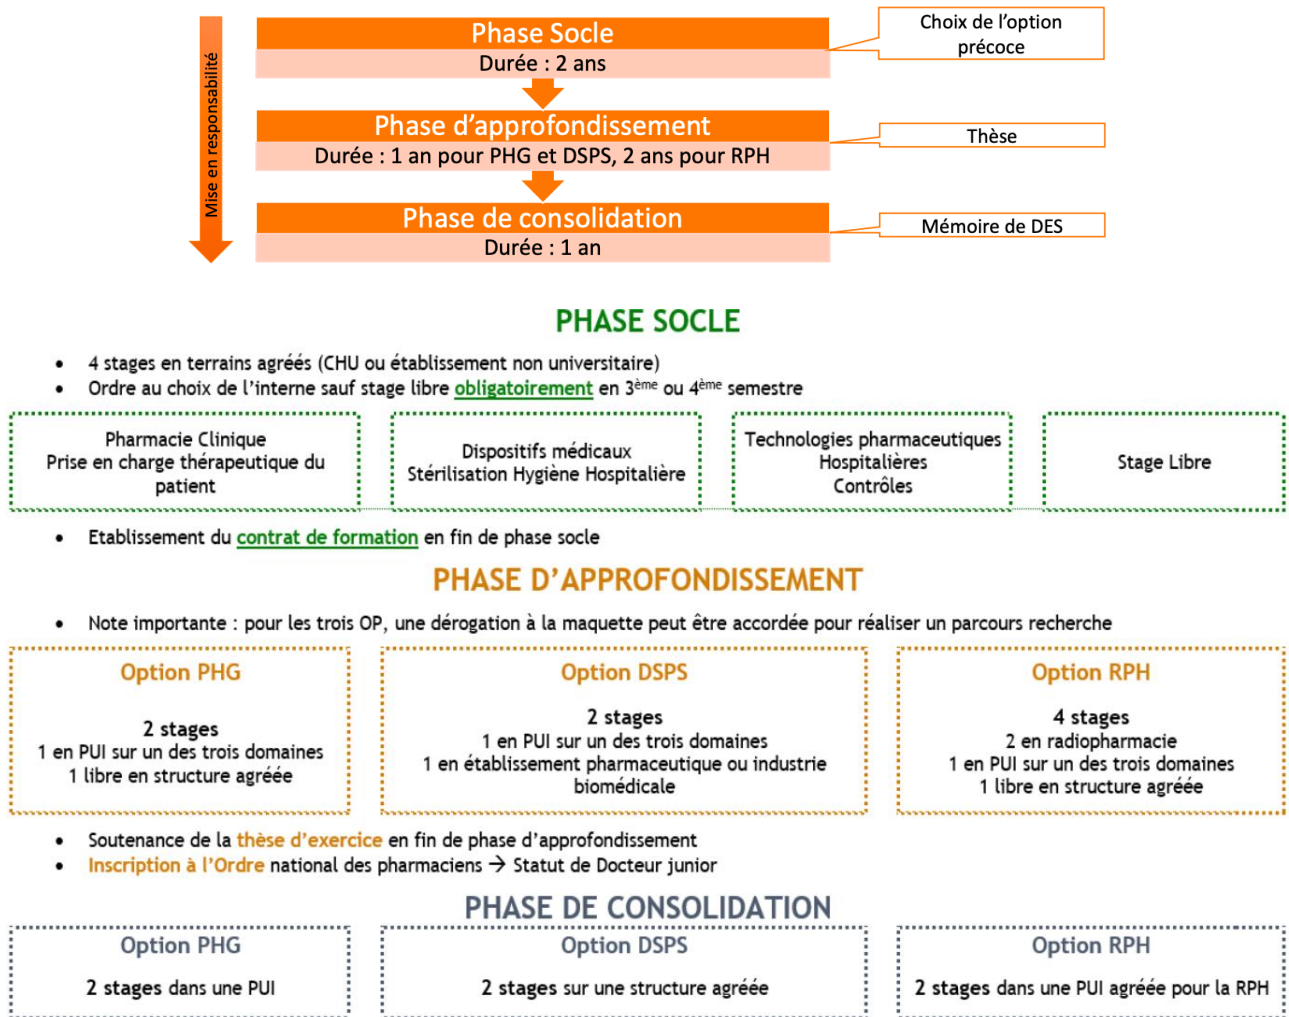 Mise en responsabilité
Phase Socle
Durée : 2 ans
Choix de l'option
précoce
Phase d'approfondissement
Durée : 1 an pour PHG et DSPS, 2 ans pour RPH
Thèse
Phase de consolidation
Durée : 1 an
Mémoire de DES
PHASE SOCLE
• 4 stages en terrains agréés (CHU ou établissement non universitaire)
• Ordre au choix de l'interne sauf stage libre obligatoirement en 3ème ou 4ème semestre
Pharmacie Clinique
Prise en charge thérapeutique du
patient
Dispositifs médicaux
Stérilisation Hygiène Hospitalière
Technologies pharmaceutiques
Hospitalières
Contrôles
Stage Libre
• Etablissement du contrat de formation en fin de phase socle
PHASE D'APPROFONDISSEMENT
• Note importante : pour les trois OP, une dérogation à la maquette peut être accordée pour réaliser un parcours recherche
Option PHG
2 stages
1 en PUI sur un des trois domaines
1 libre en structure agréée
Option DSPS
2 stages
1 en PUI sur un des trois domaines
1 en établissement pharmaceutique ou industrie
biomédicale
Option RPH
4 stages
2 en radiopharmacie
1 en PUI sur un des trois domaines
1 libre en structure agréée
• Soutenance de la thèse d'exercice en fin de phase d'approfondissement
• Inscription à l'Ordre national des pharmaciens → Statut de Docteur junior
PHASE DE CONSOLIDATION
Option PHG
2 stages dans une PUI
Option DSPS
2 stages sur une structure agréée
Option RPH
2 stages dans une PUI agréée pour la RPH